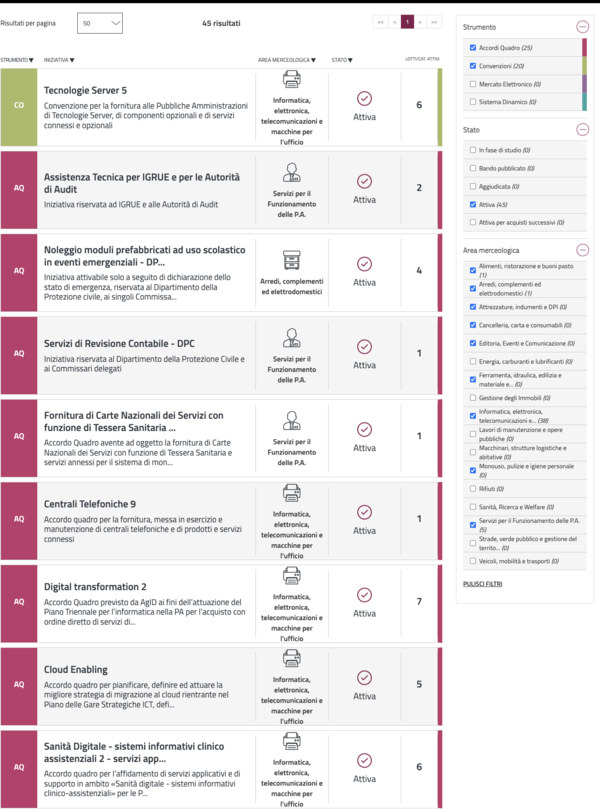 Risultati per pagina
50
45 risultati
<< < 1 > >>
STRUMENTO▼ INIZIATIVA ▼ AREA MERCEOLOGICA ▼ STATO▼ LOTTI/CAT. ATTIVI
CO
Tecnologie Server 5
Convenzione per la fornitura alle Pubbliche Amministrazioni
di Tecnologie Server, di componenti opzionali e di servizi
connessi e opzionali
Informatica,
elettronica,
telecomunicazioni e
macchine per
l'ufficio
Attiva
6
AQ
Assistenza Tecnica per IGRUE e per le Autorità
di Audit
Iniziativa riservata ad IGRUE e alle Autorità di Audit
Servizi per il
Funzionamento
delle P.A.
Attiva
2
AQ
Noleggio moduli prefabbricati ad uso scolastico
in eventi emergenziali - DP...
Iniziativa attivabile solo a seguito di dichiarazione dello
stato di emergenza, riservata al Dipartimento della
Protezione civile, ai singoli Commissa...
Arredi, complementi
ed elettrodomestici
Attiva
4
AQ
Servizi di Revisione Contabile - DPC
Iniziativa riservata al Dipartimento della Protezione Civile e
ai Commissari delegati
Servizi per il
Funzionamento
delle P.A.
Attiva
1
AQ
Fornitura di Carte Nazionali dei Servizi con
funzione di Tessera Sanitaria ...
Accordo Quadro avente ad oggetto la fornitura di Carte
Nazionali dei Servizi con funzione di Tessera Sanitaria e
servizi annessi per il sistema di mon...
Servizi per il
Funzionamento
delle P.A.
Attiva
1
AQ
Centrali Telefoniche 9
Accordo quadro per la fornitura, messa in esercizio e
manutenzione di centrali telefoniche e di prodotti e servizi
connessi
Informatica,
elettronica,
telecomunicazioni e
macchine per
l'ufficio
Attiva
1
AQ
Digital transformation 2
Accordo Quadro previsto da AgID ai fini dell'attuazione del
Piano Triennale per l'informatica nella PA per l'acquisto con
ordine diretto di servizi di...
Informatica,
elettronica,
telecomunicazioni e
macchine per
l'ufficio
Attiva
7
AQ
Cloud Enabling
Accordo quadro per pianificare, definire ed attuare la
migliore strategia di migrazione al cloud rientrante nel
Piano delle Gare Strategiche ICT, defi...
Informatica,
elettronica,
telecomunicazioni e
macchine per
l'ufficio
Attiva
5
AQ
Sanità Digitale - sistemi informativi clinico
assistenziali 2 - servizi app...
Accordo quadro per l'affidamento di servizi applicativi e di
supporto in ambito «Sanità digitale - sistemi informativi
clinico-assistenziali» per le P...
Informatica,
elettronica,
telecomunicazioni e
macchine per
l'ufficio
Attiva
6
Strumento
Accordi Quadro (25)
Convenzioni (20)
Mercato Elettronico (0)
Sistema Dinamico (0)
Stato
In fase di studio (0)
Bando pubblicato (0)
Aggiudicata (0)
Attiva (45)
Attiva per acquisti successivi (0)
Area merceologica
Alimenti, ristorazione e buoni pasto
(1)
Arredi, complementi ed
elettrodomestici (1)
Attrezzature, indumenti e DPI (0)
Cancelleria, carta e consumabili (0)
Editoria, Eventi e Comunicazione (0)
Energia, carburanti e lubrificanti (0)
Ferramenta, idraulica, edilizia e
materiale e... (0)
Gestione degli Immobili (0)
Informatica, elettronica,
telecomunicazioni e... (38)
Lavori di manutenzione e opere
pubbliche (0)
Macchinari, strutture logistiche e
abitative (0)
Monouso, pulizie e igiene personale
(0)
Rifiuti (0)
Sanità, Ricerca e Welfare (0)
Servizi per il Funzionamento delle P.A.
(5)
Strade, verde pubblico e gestione del
territo... (0)
Veicoli, mobilità e trasporti (0)
PULISCI FILTRI